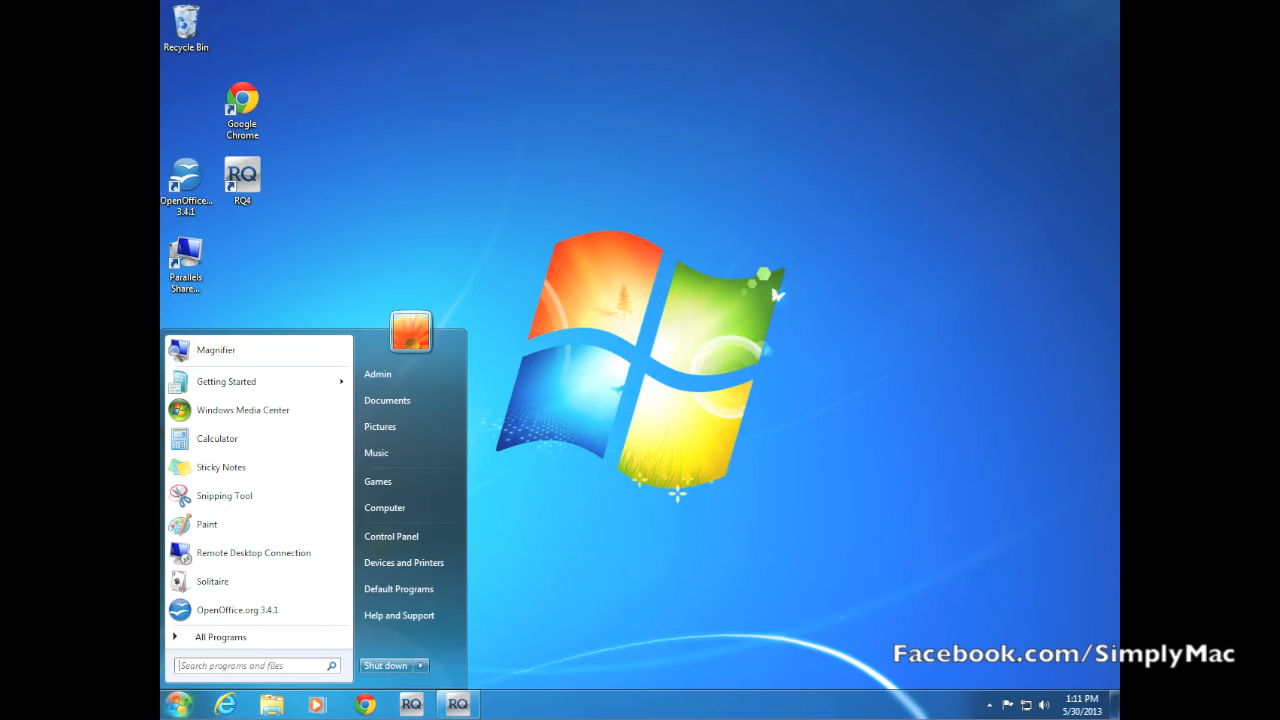 Recycle Bin
Google
Chrome
OpenOffice...
3.4.1
RQ
RQ4
Parallels
Share...
Magnifier
Getting Started
Windows Media Center
Calculator
Sticky Notes
Snipping Tool
Paint
Remote Desktop Connection
Solitaire
OpenOffice.org 3.4.1
All Programs
Search programs and files
Admin
Documents
Pictures
Music
Games
Computer
Control Panel
Devices and Printers
Default Programs
Help and Support
Shut down
Facebook.com/SimplyMac
RQ
RQ
1:11 PM
5/30/2013